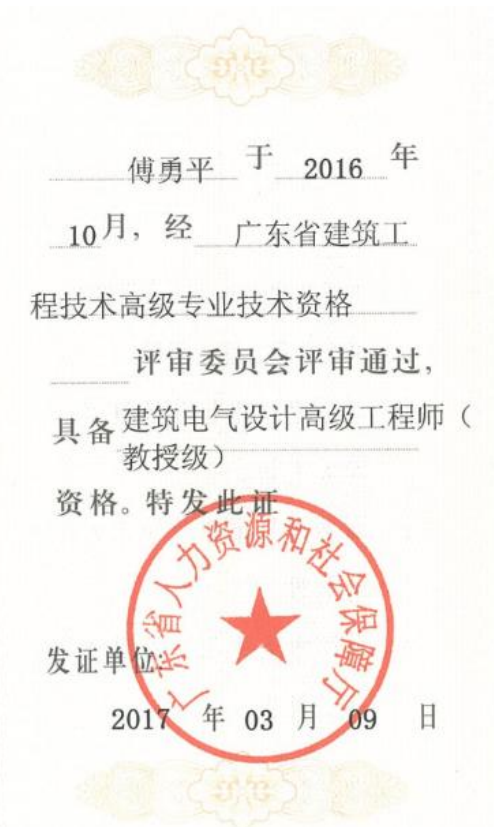 傅勇平 于 2016 年
10月，经 广东省建筑工
程技术高级专业技术资格
评审委员会评审通过，
具备 建筑电气设计高级工程师（
教授级）
资格。特发此证
广东省人力资源和社会保障厅
发证单位:
2017 年 03 月 09 日